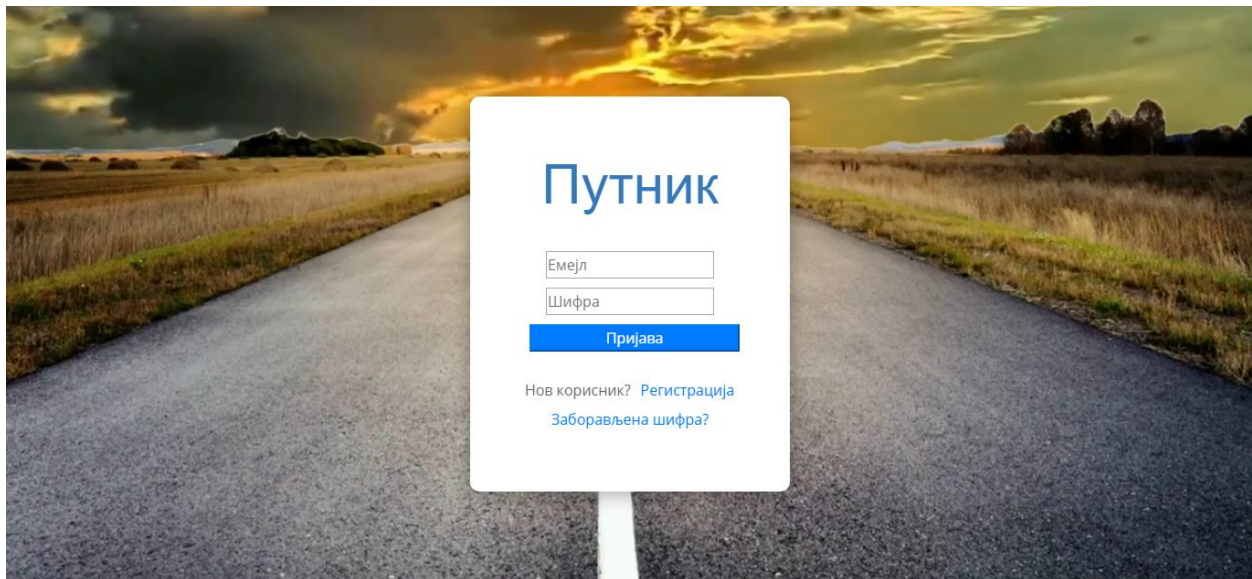 Путник
Емејл
Шифра
Пријава
Нов корисник? Регистрација
Заборављена шифра?